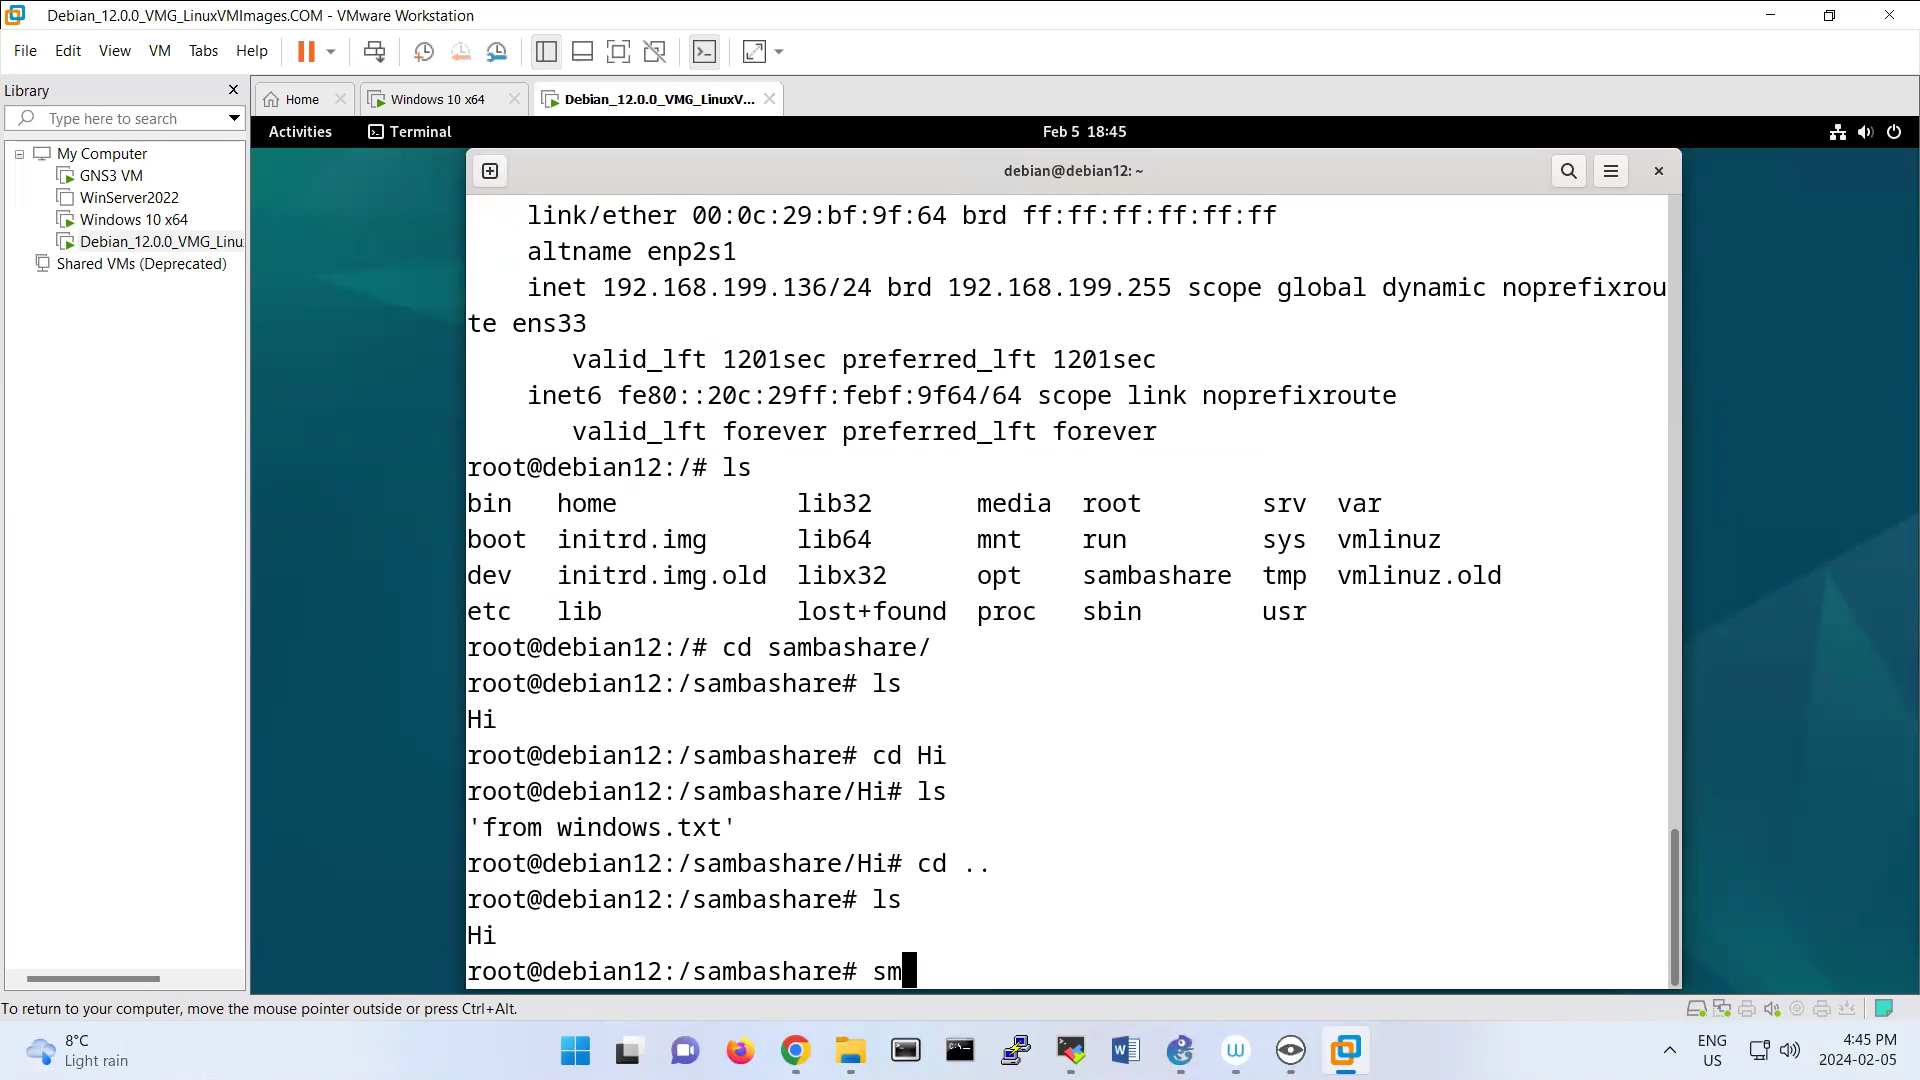 Debian_12.0.0_VMG_LinuxVMImages.COM - VMware Workstation
File Edit View VM Tabs Help
Library
Type here to search
My Computer
GNS3 VM
WinServer2022
Windows 10 x64
Debian_12.0.0_VMG_Linu
Shared VMs (Deprecated)
Home
Windows 10 x64
Debian_12.0.0_VMG_LinuxV...
Activities Terminal Feb 5 18:45
debian@debian12: ~
link/ether 00:0c:29:bf:9f:64 brd ff:ff:ff:ff:ff:ff
altname enp2s1
inet 192.168.199.136/24 brd 192.168.199.255 scope global dynamic noprefixrou
te ens33
valid_lft 1201sec preferred_lft 1201sec
inet6 fe80::20c:29ff:febf:9f64/64 scope link noprefixroute
valid_lft forever preferred_lft forever
root@debian12:/# ls
bin home lib32 media root srv var
boot initrd.img lib64 mnt run sys vmlinuz
dev initrd.img.old libx32 opt sambashare tmp vmlinuz.old
etc lib lost+found proc sbin usr
root@debian12:/# cd sambashare/
root@debian12:/sambashare# ls
Hi
root@debian12:/sambashare# cd Hi
root@debian12:/sambashare/Hi# ls
'from windows.txt'
root@debian12:/sambashare/Hi# cd ..
root@debian12:/sambashare# ls
Hi
root@debian12:/sambashare# sm
To return to your computer, move the mouse pointer outside or press Ctrl+Alt.
8°C
Light rain
ENG
US
4:45 PM
2024-02-05